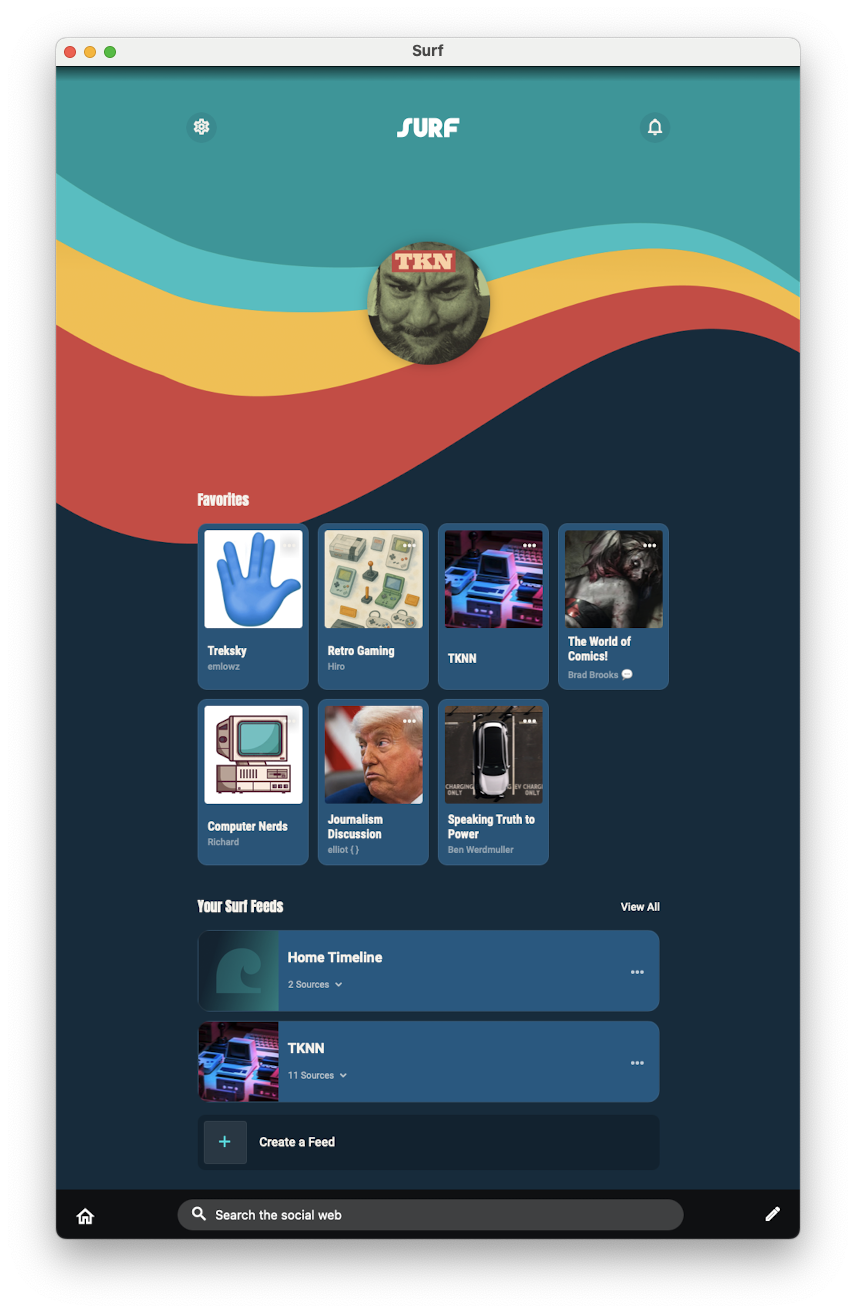 Surf
SURF
TKN
Favorites
Treksky
emlowz
Retro Gaming
Hiro
TKNN
The World of
Comics!
Brad Brooks 💬
Computer Nerds
Richard
Journalism
Discussion
elliot { }
CHARGING
ONLY
EV CHARGI
ONLY
Speaking Truth to
Power
Ben Werdmuller
Your Surf Feeds
View All
Home Timeline
2 Sources
TKNN
11 Sources
Create a Feed
Search the social web